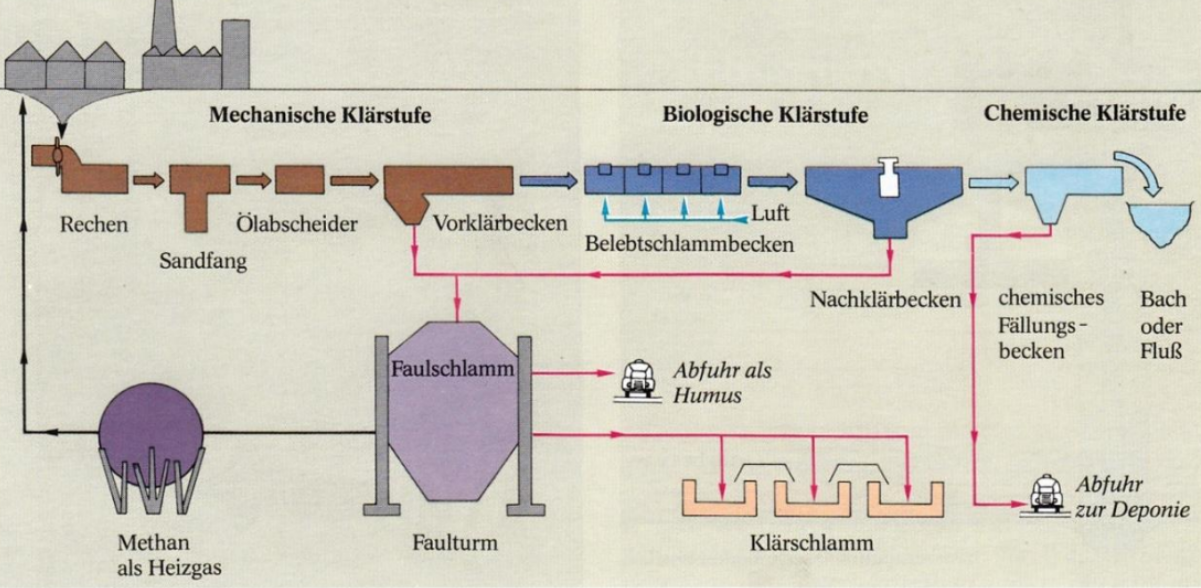 Mechanische Klärstufe
Biologische Klärstufe
Chemische Klärstufe
Rechen
Sandfang
Ölabscheider
Vorklärbecken
Luft
Belebtschlammbecken
Nachklärbecken
chemisches
Fällungs-
becken
Bach
oder
Fluß
Faulschlamm
Abfuhr als
Humus
Abfuhr
zur Deponie
Methan
als Heizgas
Faulturm
Klärschlamm